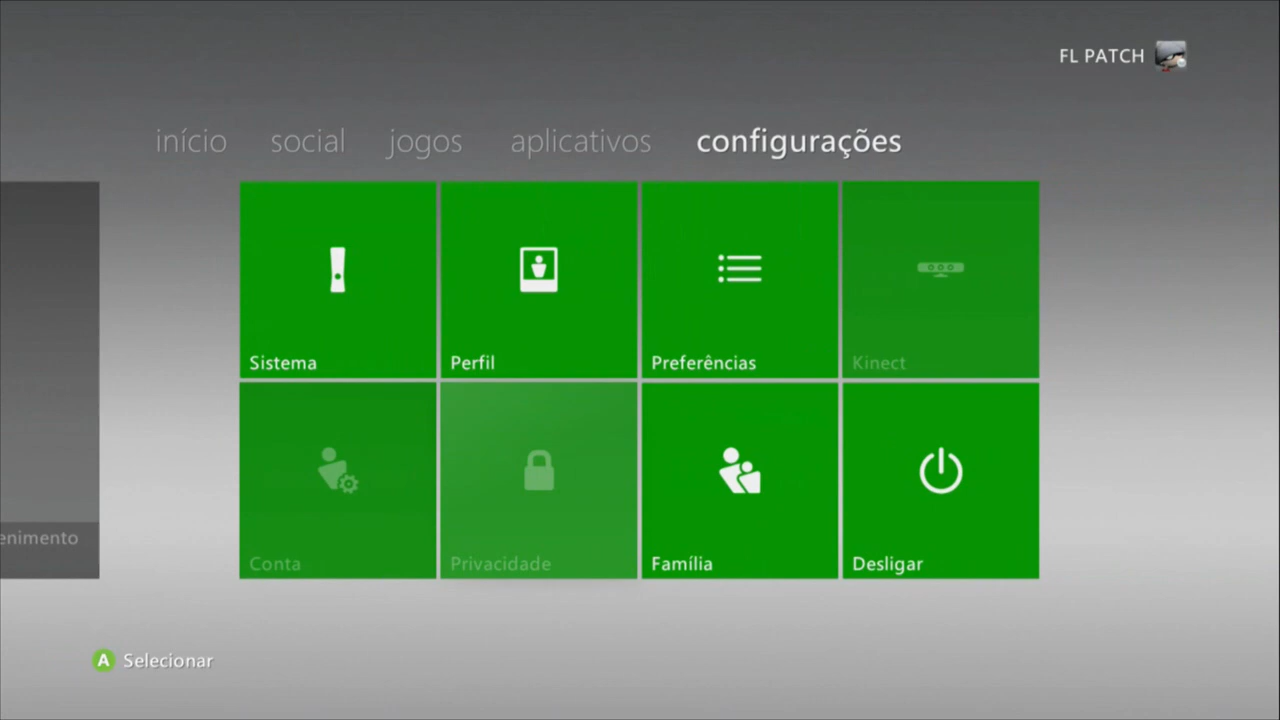 FL PATCH
início social jogos aplicativos configurações
Sistema Perfil Preferências Kinect
Conta Privacidade Família Desligar
enimento
A Selecionar